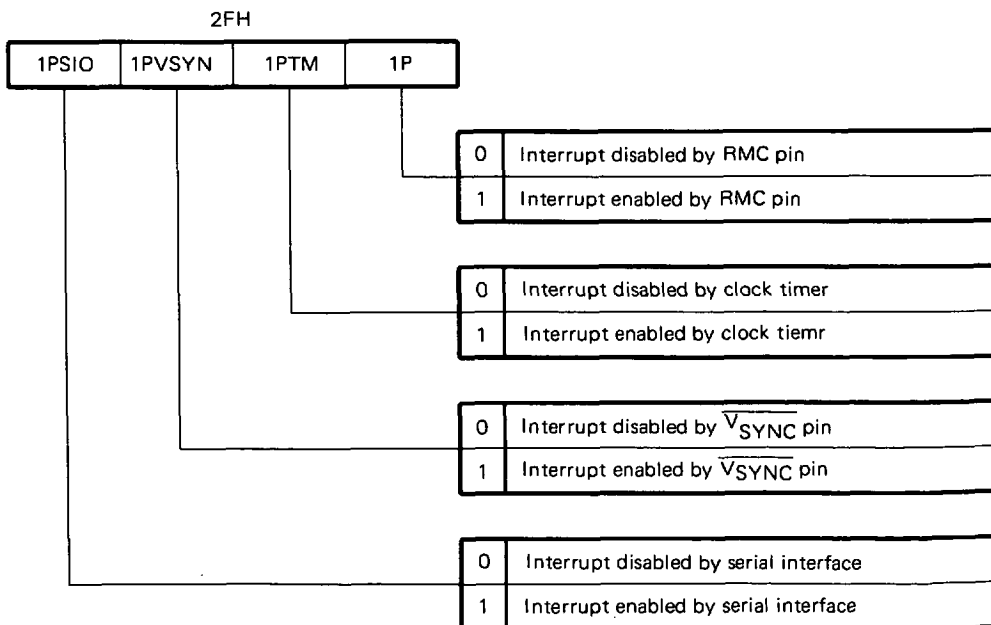 2FH
1PSIO 1PVSYN 1PTM 1P
0 Interrupt disabled by RMC pin
1 Interrupt enabled by RMC pin
0 Interrupt disabled by clock timer
1 Interrupt enabled by clock tiemr
0 Interrupt disabled by V̅S̅Y̅N̅C̅ pin
1 Interrupt enabled by V̅S̅Y̅N̅C̅ pin
0 Interrupt disabled by serial interface
1 Interrupt enabled by serial interface